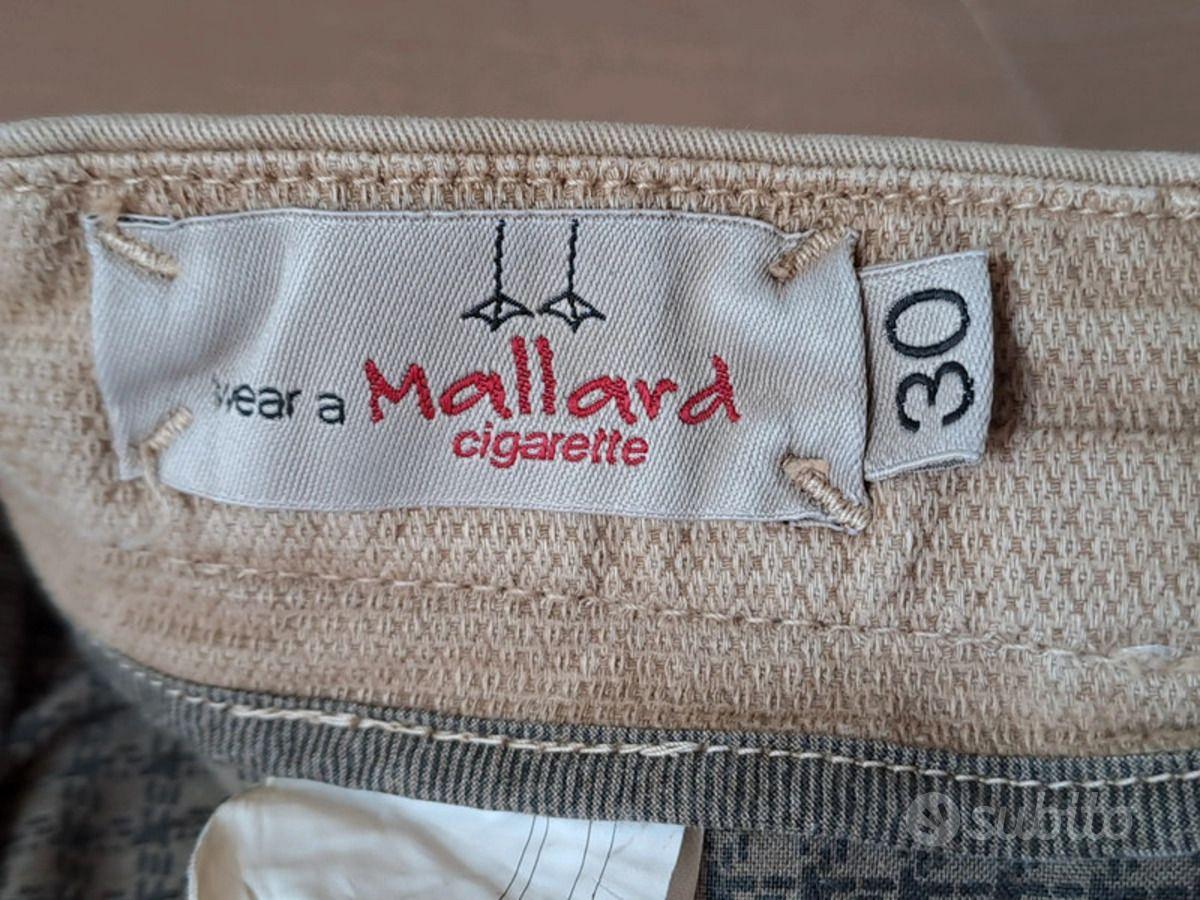 wear a Mallard
cigarette
30
subito